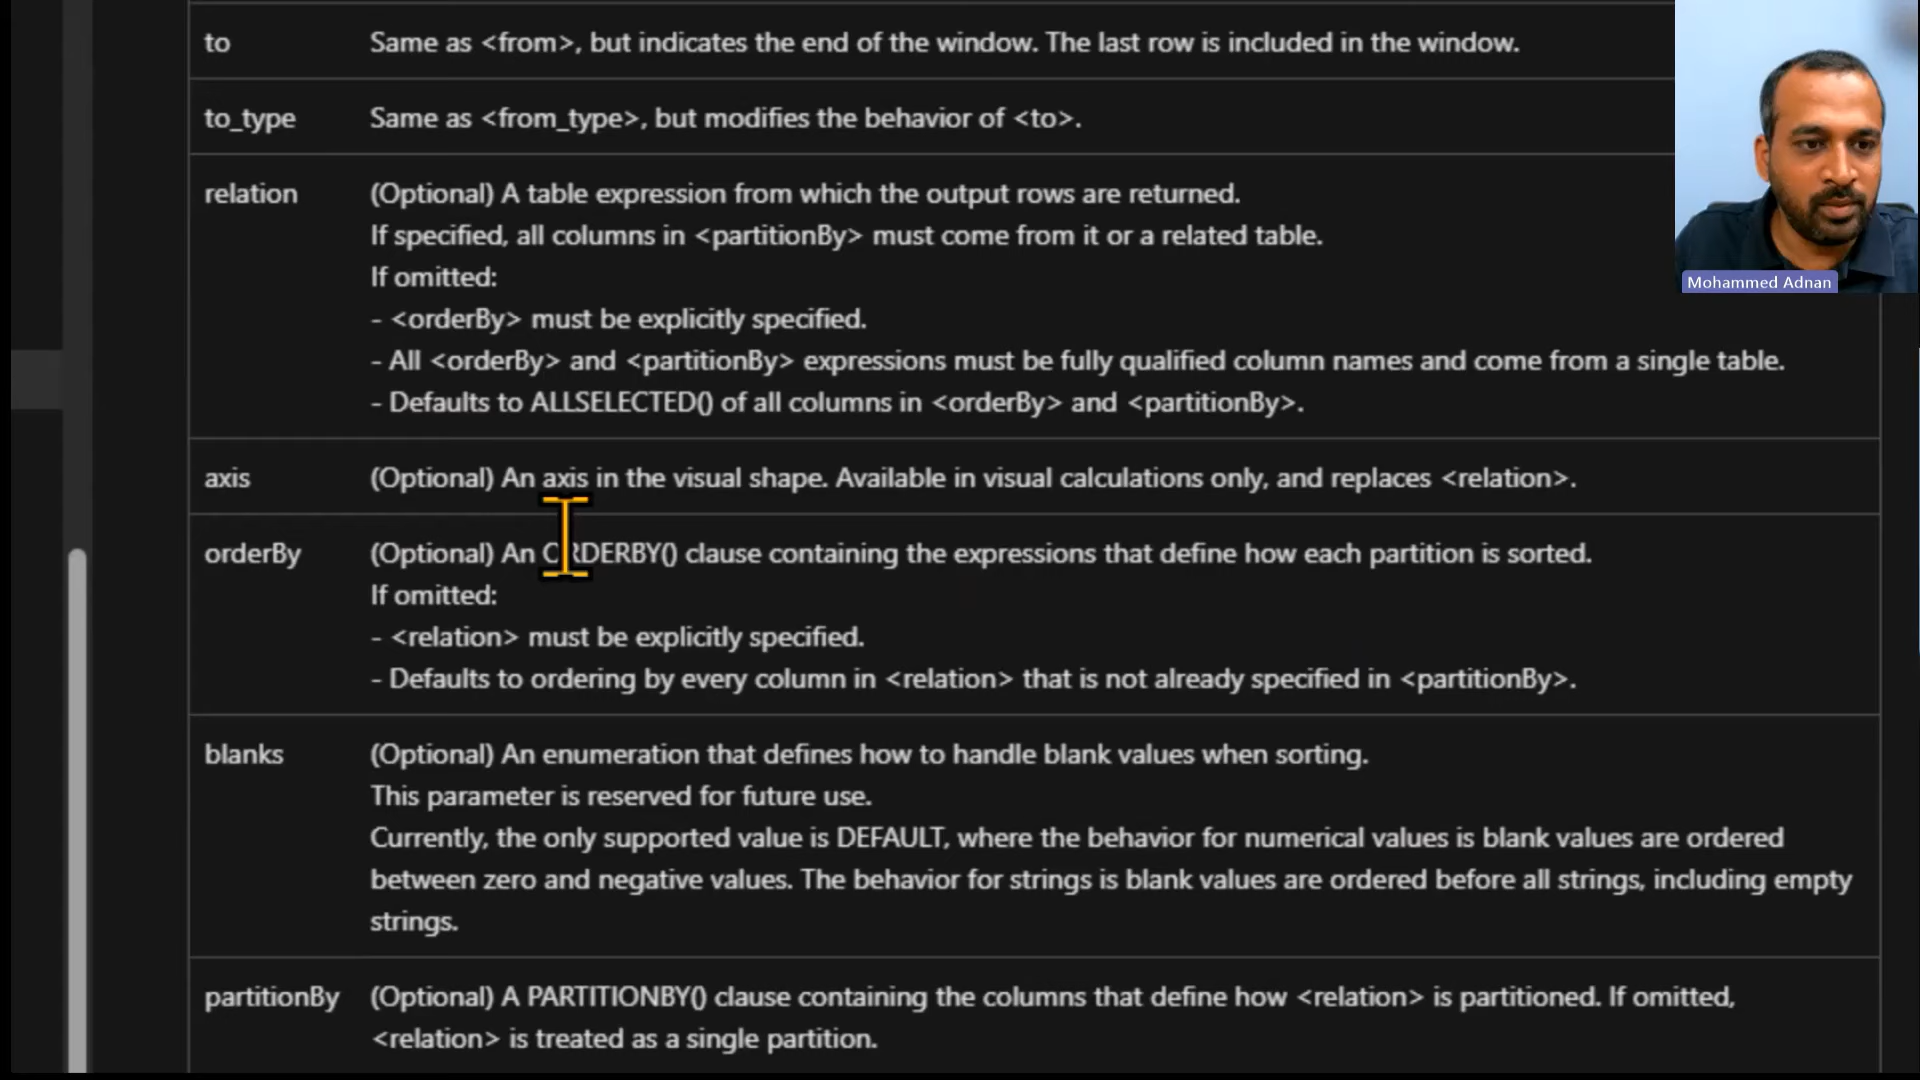 to
Same as <from>, but indicates the end of the window. The last row is included in the window.
to_type
Same as <from_type>, but modifies the behavior of <to>.
relation
(Optional) A table expression from which the output rows are returned.
If specified, all columns in <partitionBy> must come from it or a related table.
If omitted:
- <orderBy> must be explicitly specified.
- All <orderBy> and <partitionBy> expressions must be fully qualified column names and come from a single table.
- Defaults to ALLSELECTED() of all columns in <orderBy> and <partitionBy>.
axis
(Optional) An axis in the visual shape. Available in visual calculations only, and replaces <relation>.
orderBy
(Optional) An ORDERBY() clause containing the expressions that define how each partition is sorted.
If omitted:
- <relation> must be explicitly specified.
- Defaults to ordering by every column in <relation> that is not already specified in <partitionBy>.
blanks
(Optional) An enumeration that defines how to handle blank values when sorting.
This parameter is reserved for future use.
Currently, the only supported value is DEFAULT, where the behavior for numerical values is blank values are ordered
between zero and negative values. The behavior for strings is blank values are ordered before all strings, including empty
strings.
partitionBy
(Optional) A PARTITIONBY() clause containing the columns that define how <relation> is partitioned. If omitted,
<relation> is treated as a single partition.
Mohammed Adnan